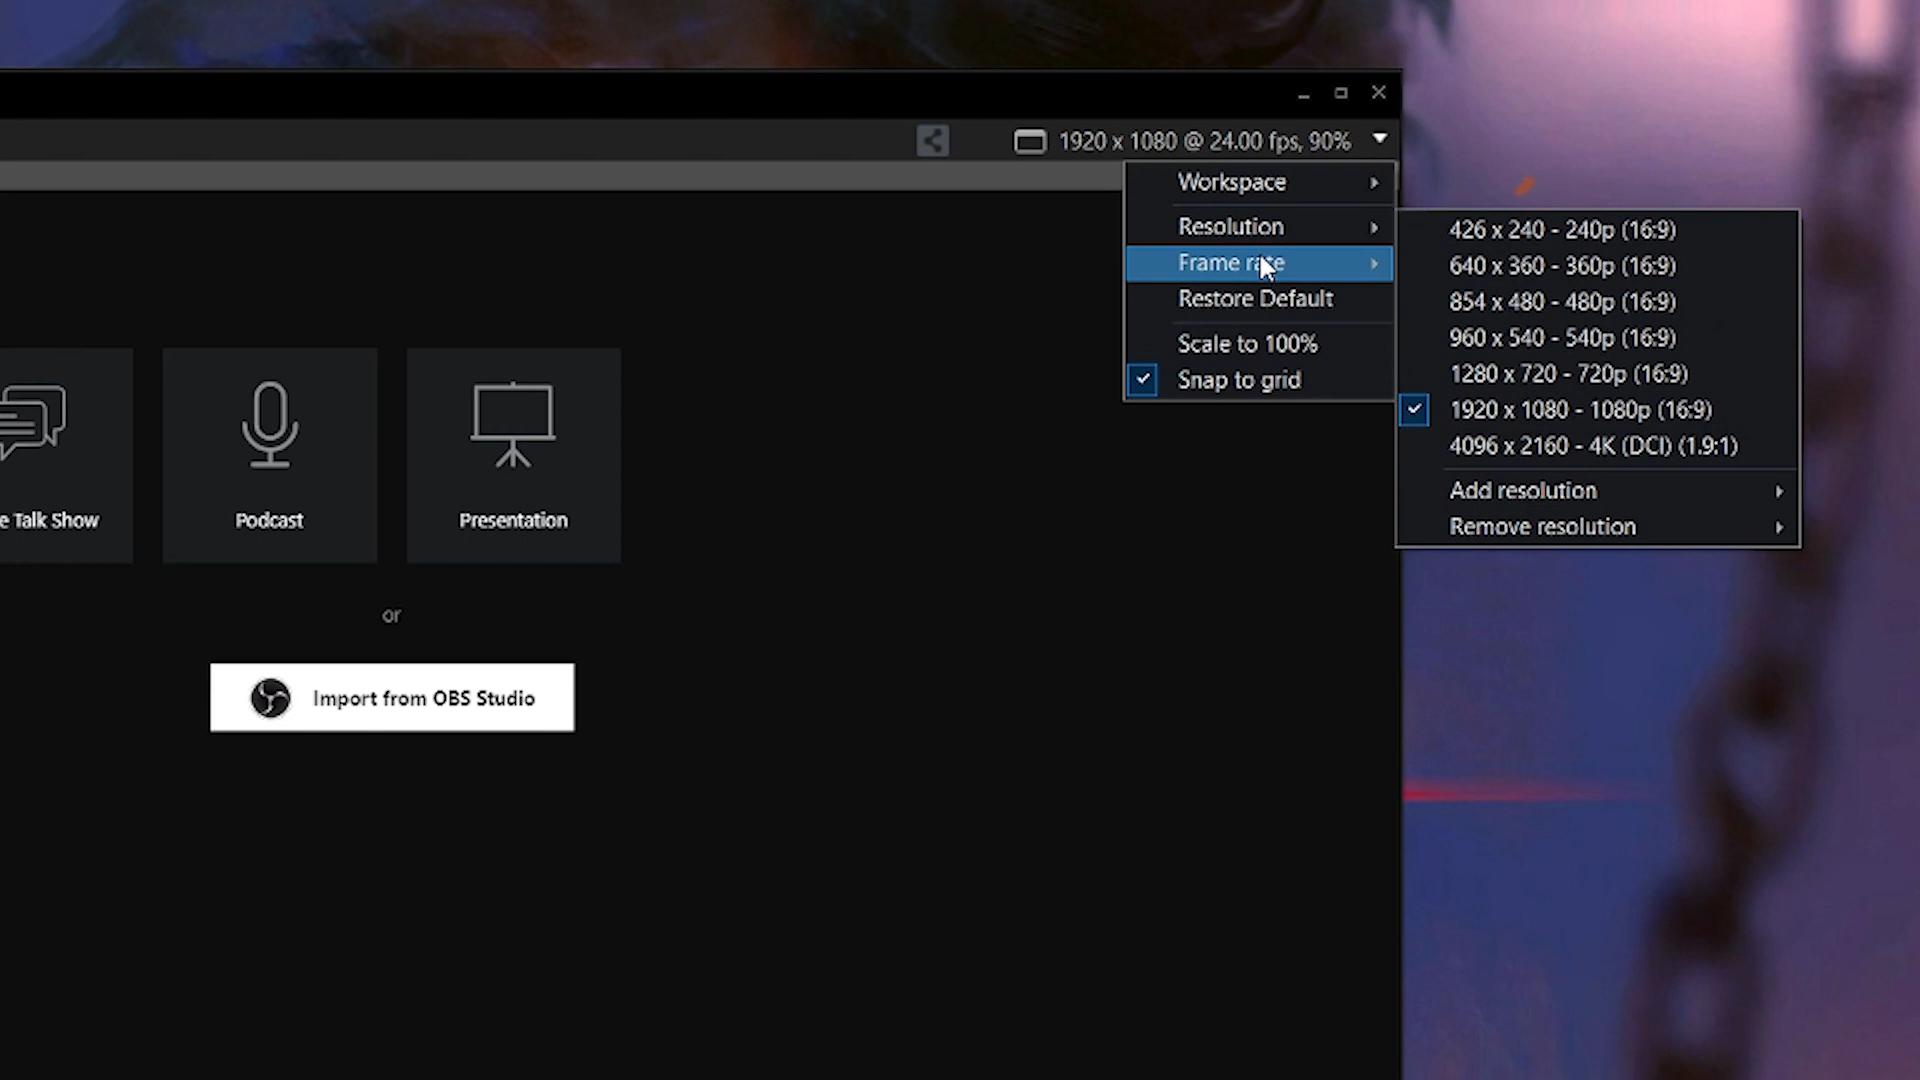 1920 x 1080 @ 24.00 fps, 90%
Workspace
Resolution
Frame rate
Restore Default
Scale to 100%
Snap to grid
426 x 240 - 240p (16:9)
640 x 360 - 360p (16:9)
854 x 480 - 480p (16:9)
960 x 540 - 540p (16:9)
1280 x 720 - 720p (16:9)
1920 x 1080 - 1080p (16:9)
4096 x 2160 - 4K (DCI) (1.9:1)
Add resolution
Remove resolution
e Talk Show
Podcast
Presentation
or
Import from OBS Studio